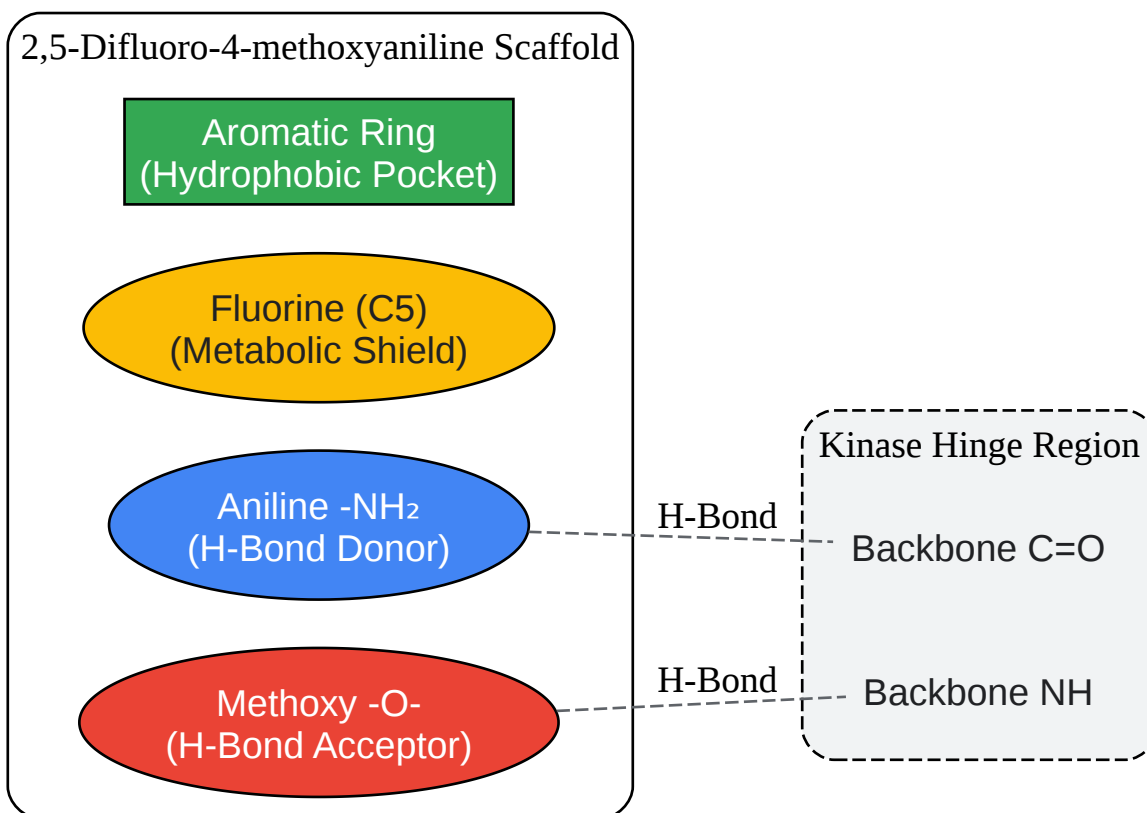 2,5-Difluoro-4-methoxyaniline Scaffold
Aromatic Ring
(Hydrophobic Pocket)
Fluorine (C5)
(Metabolic Shield)
Aniline -NH₂
(H-Bond Donor)
Methoxy -O-
(H-Bond Acceptor)
H-Bond
H-Bond
Kinase Hinge Region
Backbone C=O
Backbone NH